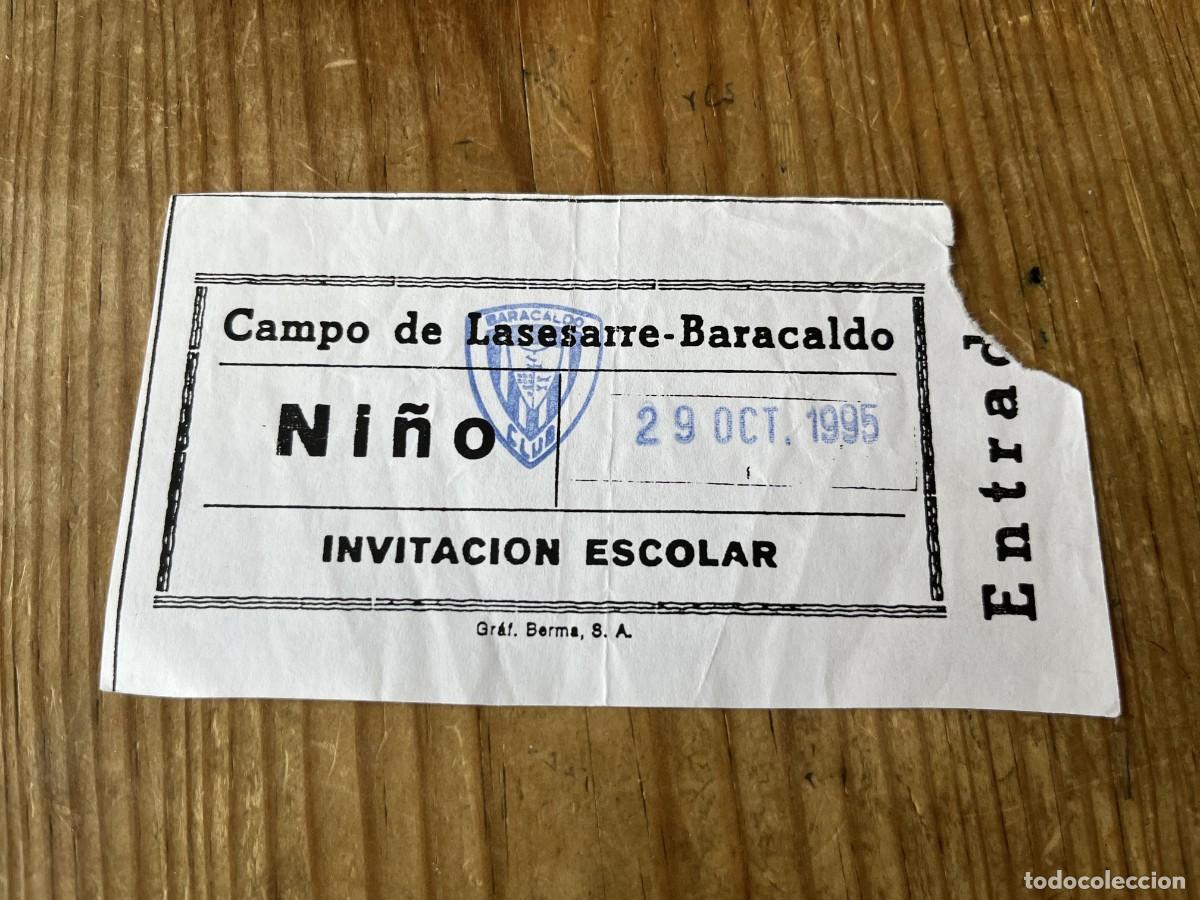 Campo de Lasesarre-Baracaldo
BARACALDO
CLUB
Niño
29 OCT. 1995
INVITACION ESCOLAR
Gráf. Berma, S. A.
Entrad
todocoleccion